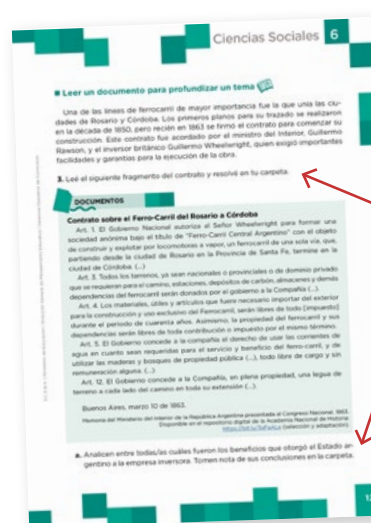 Ciencias Sociales 6
Leer un documento para profundizar un tema
Una de las líneas de ferrocarril de mayor importancia fue la que unía las ciu-
dades de Rosario y Córdoba. Los primeros planos para su trazado se realizaron
en la década de 1850, pero recién en 1863 se firmó el contrato para comenzar su
construcción. Este contrato fue acordado por el ministro del Interior, Guillermo
Rawson, y el inversor británico Guillermo Wheelwright, quien exigió importantes
facilidades y garantías para la ejecución de la obra.
3. Leé el siguiente fragmento del contrato y resolvé en tu carpeta.
DOCUMENTOS
Contrato sobre el Ferro-Carril del Rosario a Córdoba
Art. 1. El Gobierno Nacional autoriza al Señor Wheelwright para formar una
sociedad anónima bajo el título de "Ferro-Carril Central Argentino" con el objeto
de construir y explotar por locomotoras a vapor, un ferrocarril de una sola vía, que,
partiendo desde la ciudad de Rosario en la Provincia de Santa Fe, termine en la
ciudad de Córdoba. (...)
Art. 3. Todos los terrenos, ya sean nacionales o provinciales o de dominio privado
que se requieran para el camino, estaciones, depósitos de carbón, almacenes y demás
dependencias del ferrocarril serán donados por el gobierno a la Compañía (...).
Art. 4. Los materiales, útiles y artículos que fuere necesario importar del exterior
para la construcción y uso exclusivo del Ferrocarril, serán libres de todo [impuesto]
durante el periodo de cuarenta años. Asimismo, la propiedad del ferrocarril y sus
dependencias serán libres de toda contribución o impuesto por el mismo término.
Art. 5. El Gobierno concede a la compañía el derecho de usar las corrientes de
agua en cuanto sean requeridas para el servicio y beneficio del ferro-carril, y de
utilizar las maderas y bosques de propiedad pública (...), todo libre de cargo y sin
remuneración alguna. (...)
Art. 12. El Gobierno concede a la Compañía, en plena propiedad, una legua de
terreno a cada lado del camino en toda su extensión (...).
Buenos Aires, marzo 10 de 1863.
Memoria del Ministerio del Interior de la República Argentina presentada al Congreso Nacional. 1863.
Disponible en el repositorio digital de la Academia Nacional de Historia:
(selección y adaptación).
a. Analicen entre todas/os cuáles fueron los beneficios que otorgó el Estado ar-
gentino a la empresa inversora. Tomen nota de sus conclusiones en la carpeta.